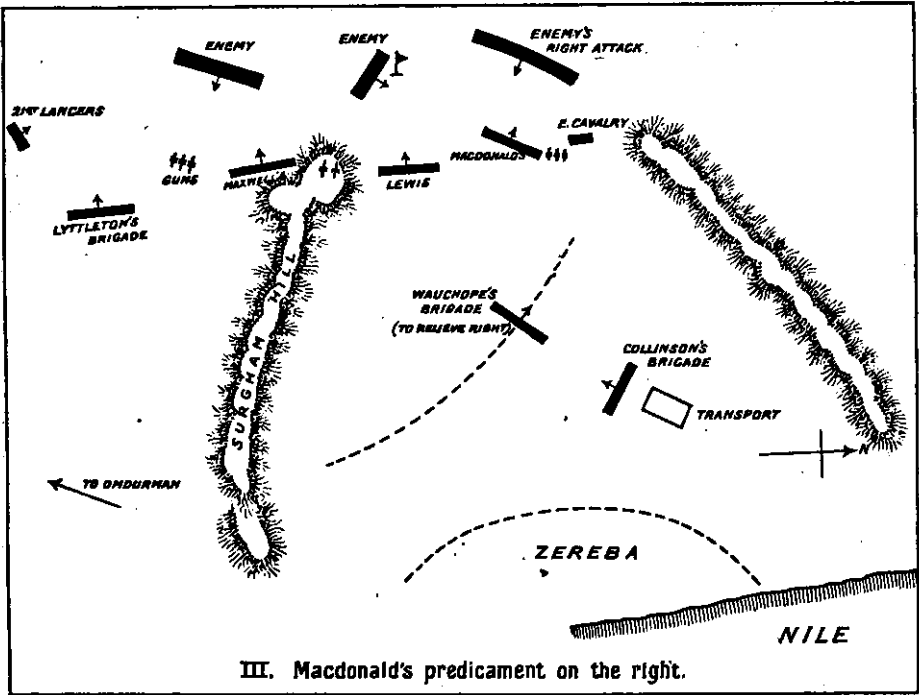 ENEMY
ENEMY
ENEMY'S
RIGHT ATTACK
21ST LANCERS
E. CAVALRY
GUNS
MAXWELL'S
LEWIS
MACDONALD'S
LYTTLETON'S
BRIGADE
WAUCHOPE'S
BRIGADE
(TO RELIEVE RIGHT)
SURGHAM HILL
COLLINSON'S
BRIGADE
TRANSPORT
N
TO OMDURMAN
ZEREBA
NILE
III. Macdonald's predicament on the right.